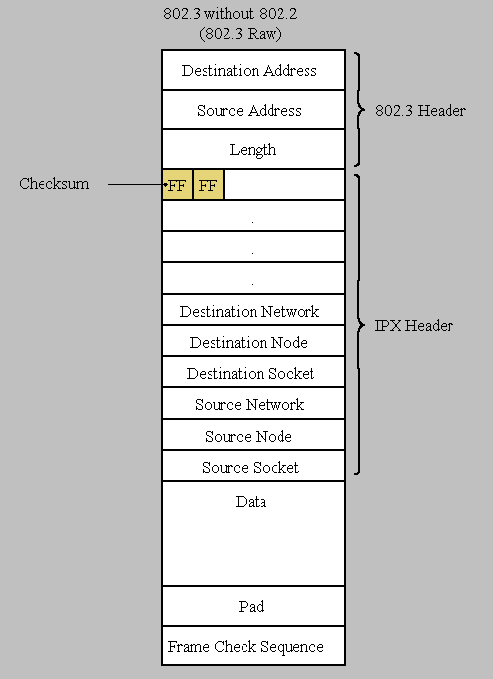 802.3 without 802.2
(802.3 Raw)
Destination Address
Source Address
802.3 Header
Length
Checksum
FF FF
.
.
.
Destination Network
IPX Header
Destination Node
Destination Socket
Source Network
Source Node
Source Socket
Data
Pad
Frame Check Sequence